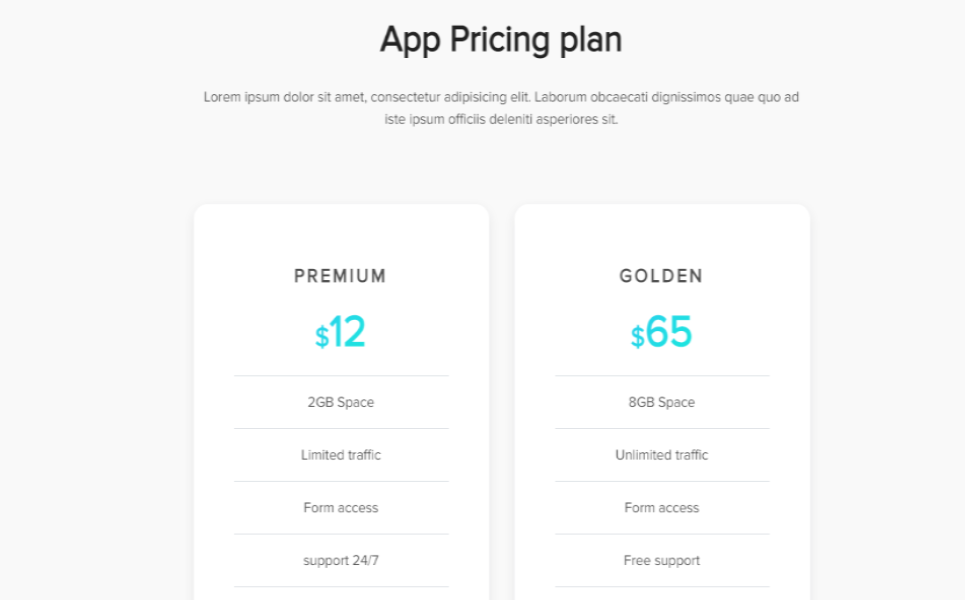 App Pricing plan
Lorem ipsum dolor sit amet, consectetur adipisicing elit. Laborum obcaecati dignissimos quae quo ad
iste ipsum officiis deleniti asperiores sit.
PREMIUM
$12
2GB Space
Limited traffic
Form access
support 24/7
GOLDEN
$65
8GB Space
Unlimited traffic
Form access
Free support